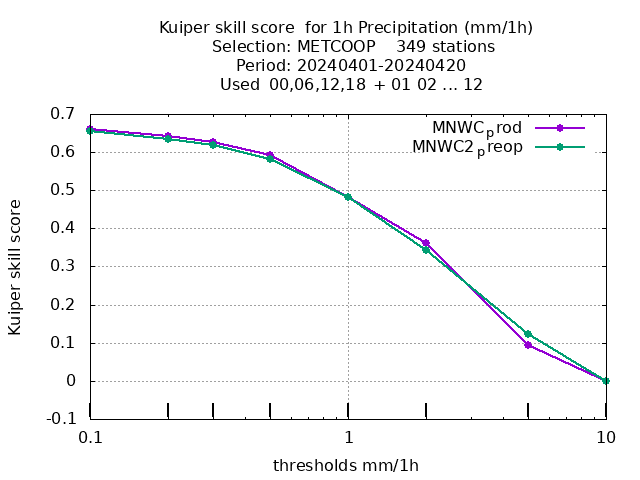 Kuiper skill score  for 1h Precipitation (mm/1h)
Selection: METCOOP    349 stations
Period: 20240401-20240420
Used  00,06,12,18  + 01 02 ... 12
MNWCprod
MNWC2preop
0.7
0.6
0.5
0.4
0.3
0.2
0.1
0
-0.1
Kuiper skill score
0.1 1 10
thresholds mm/1h